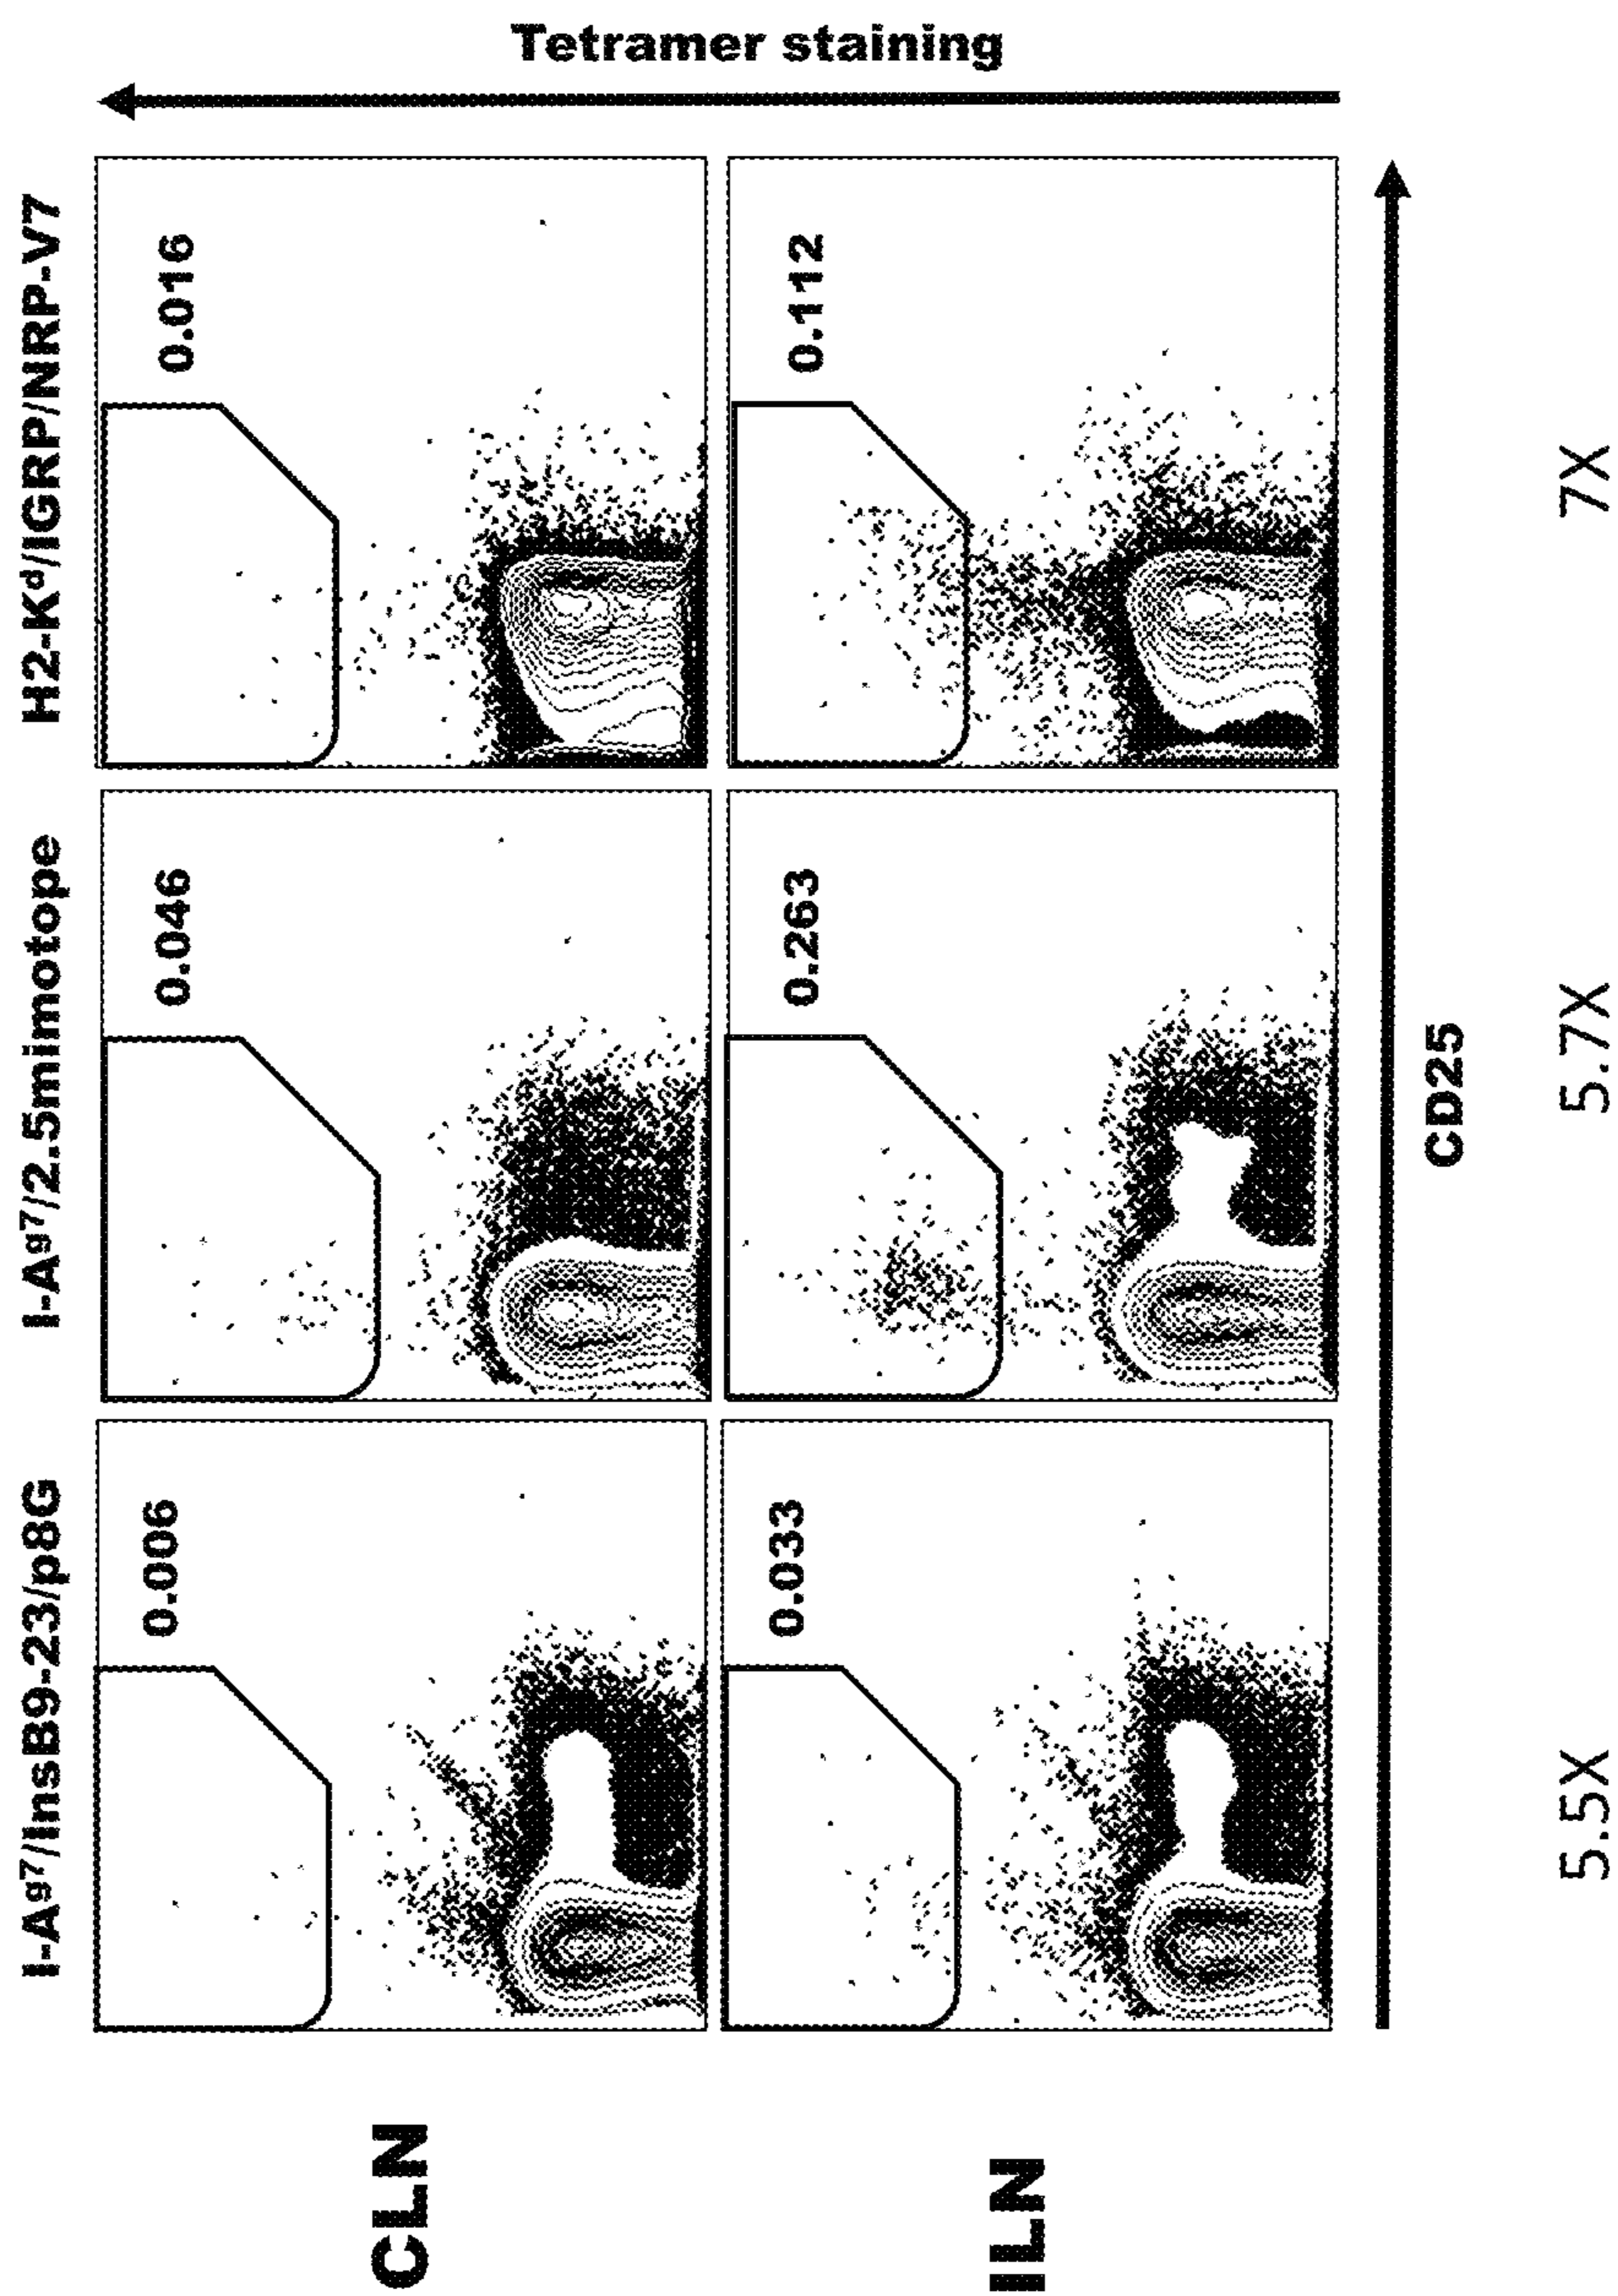 I-Aᵍ⁷/InsB9-23/p8G I-Aᵍ⁷/2.5mimotope H2-Kᵈ/IGRP/NRP-V7
CLN 0.006 0.046 0.016
Tetramer staining
ILN 0.033 0.263 0.112
CD25
5.5X 5.7X 7X